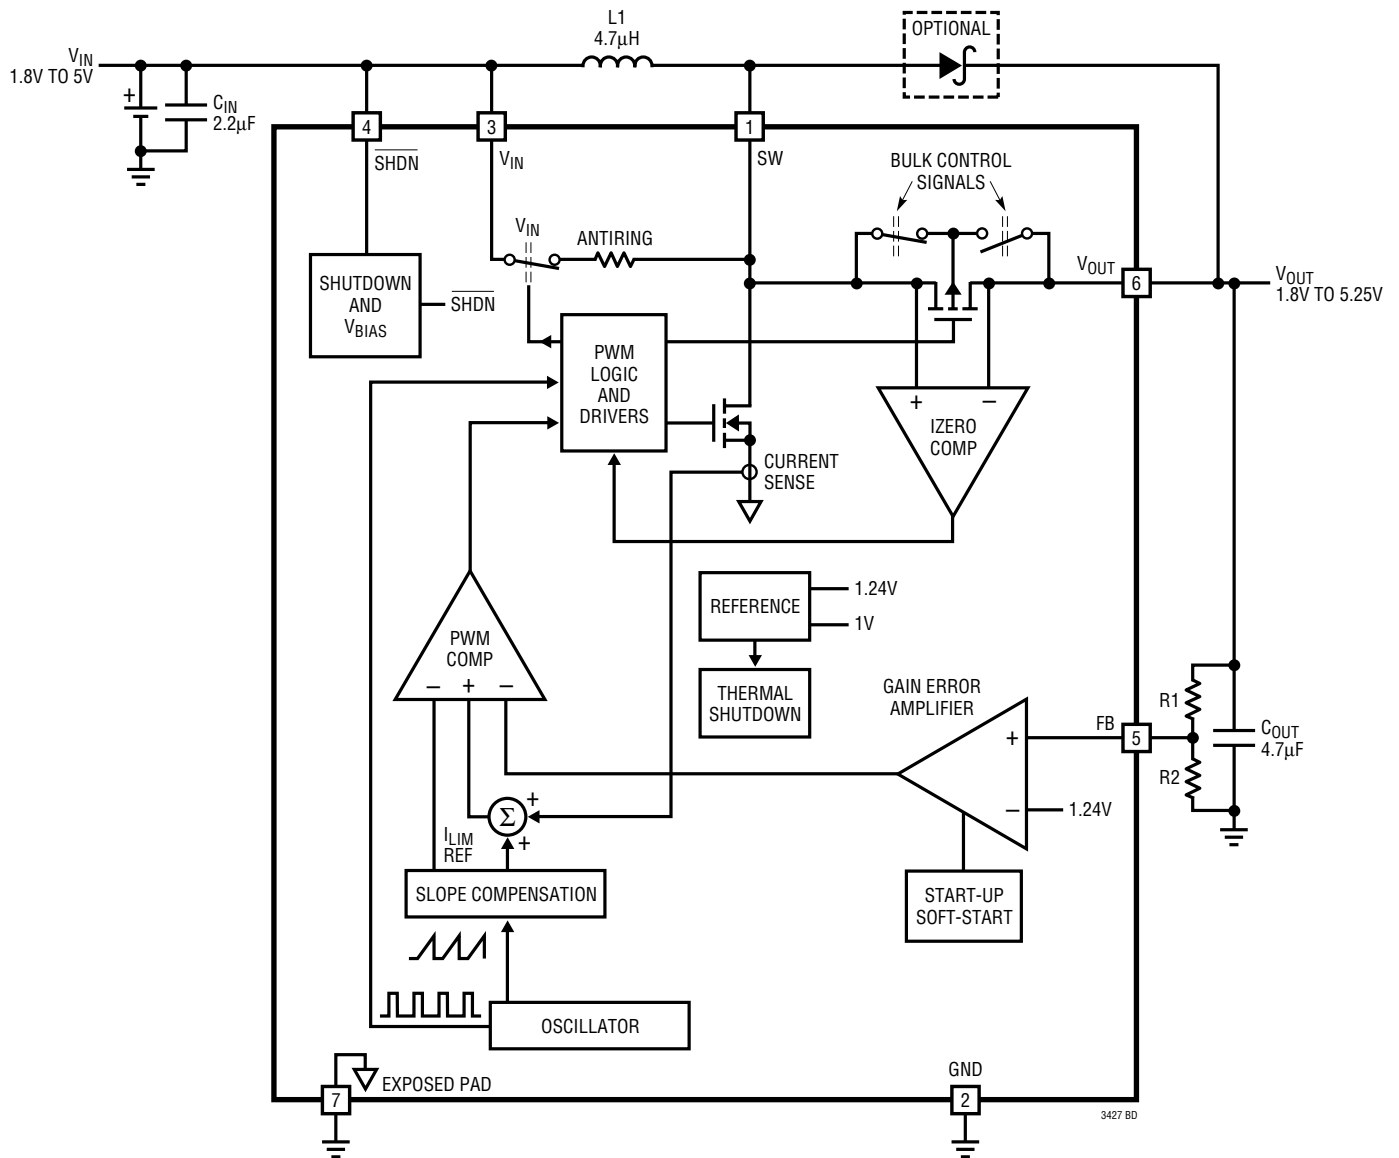 L1
4.7µH
OPTIONAL
VIN
1.8V TO 5V
+
CIN
2.2µF
4
3
1
SHDN
VIN
SW
BULK CONTROL
SIGNALS
VIN
ANTIRING
VOUT
6
VOUT
1.8V TO 5.25V
SHUTDOWN
AND
VBIAS
SHDN
PWM
LOGIC
AND
DRIVERS
+
–
IZERO
COMP
CURRENT
SENSE
REFERENCE
1.24V
1V
PWM
COMP
– + –
THERMAL
SHUTDOWN
GAIN ERROR
AMPLIFIER
FB
5
R1
R2
COUT
4.7µF
+
–
1.24V
Σ
+
+
ILIM
REF
SLOPE COMPENSATION
START-UP
SOFT-START
OSCILLATOR
EXPOSED PAD
7
GND
2
3427 BD